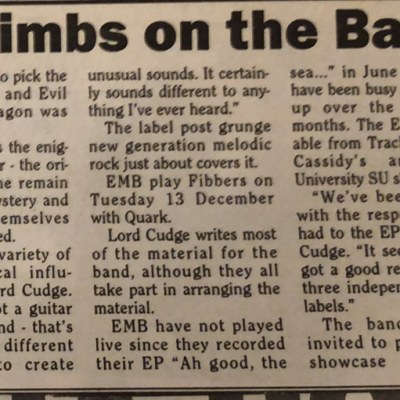 imbs on the Ba
o pick the
and Evil
agon was
s the enig-
r - the ori-
ne remain
ystery and
emselves
ed.
variety of
cal influ-
rd Cudge.
ot a guitar
nd - that's
different
to create
unusual sounds. It certain-
ly sounds different to any-
thing I've ever heard."
The label post grunge
new generation melodic
rock just about covers it.
EMB play Fibbers on
Tuesday 13 December
with Quark.
Lord Cudge writes most
of the material for the
band, although they all
take part in arranging the
material.
EMB have not played
live since they recorded
their EP "Ah good, the
sea..." in June
have been busy
up over the
months. The E
able from Track
Cassidy's an
University SU s
"We've bee
with the resp
had to the EP
Cudge. "It see
got a good re
three indepen
labels."
The banc
invited to p
showcase